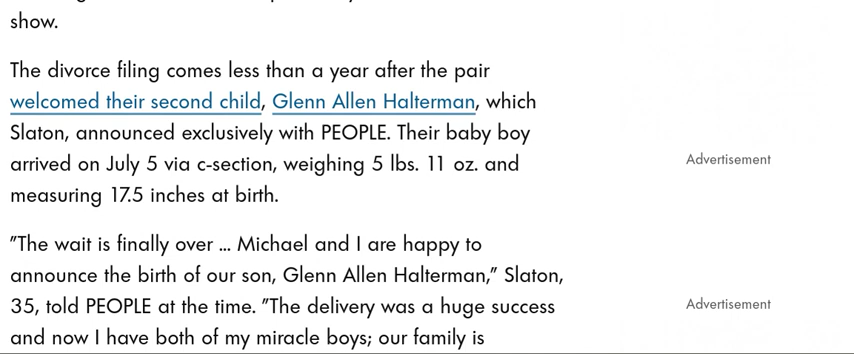 show.
The divorce filing comes less than a year after the pair
welcomed their second child, Glenn Allen Halterman, which
Slaton, announced exclusively with PEOPLE. Their baby boy
arrived on July 5 via c-section, weighing 5 lbs. 11 oz. and
measuring 17.5 inches at birth.
Advertisement
"The wait is finally over ... Michael and I are happy to
announce the birth of our son, Glenn Allen Halterman," Slaton,
35, told PEOPLE at the time. "The delivery was a huge success
and now I have both of my miracle boys; our family is
Advertisement